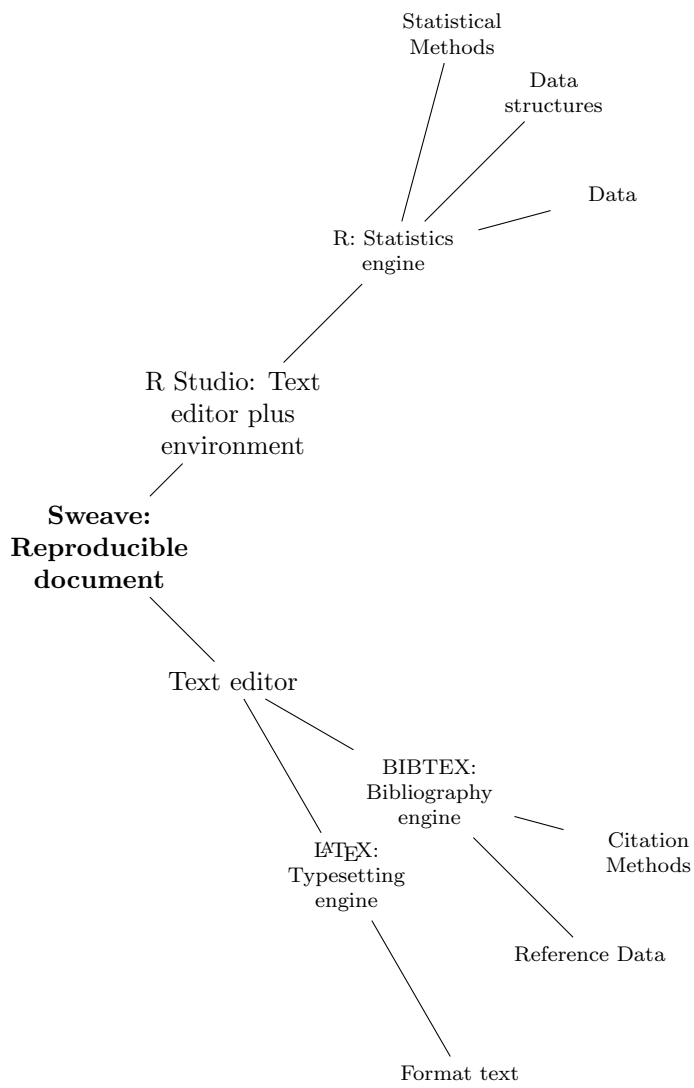 Statistical
Methods
Data
structures
Data
R: Statistics
engine
R Studio: Text
editor plus
environment
Sweave:
Reproducible
document
Text editor
BIBTEX:
Bibliography
engine
LATEX:
Typesetting
engine
Citation
Methods
Reference Data
Format text